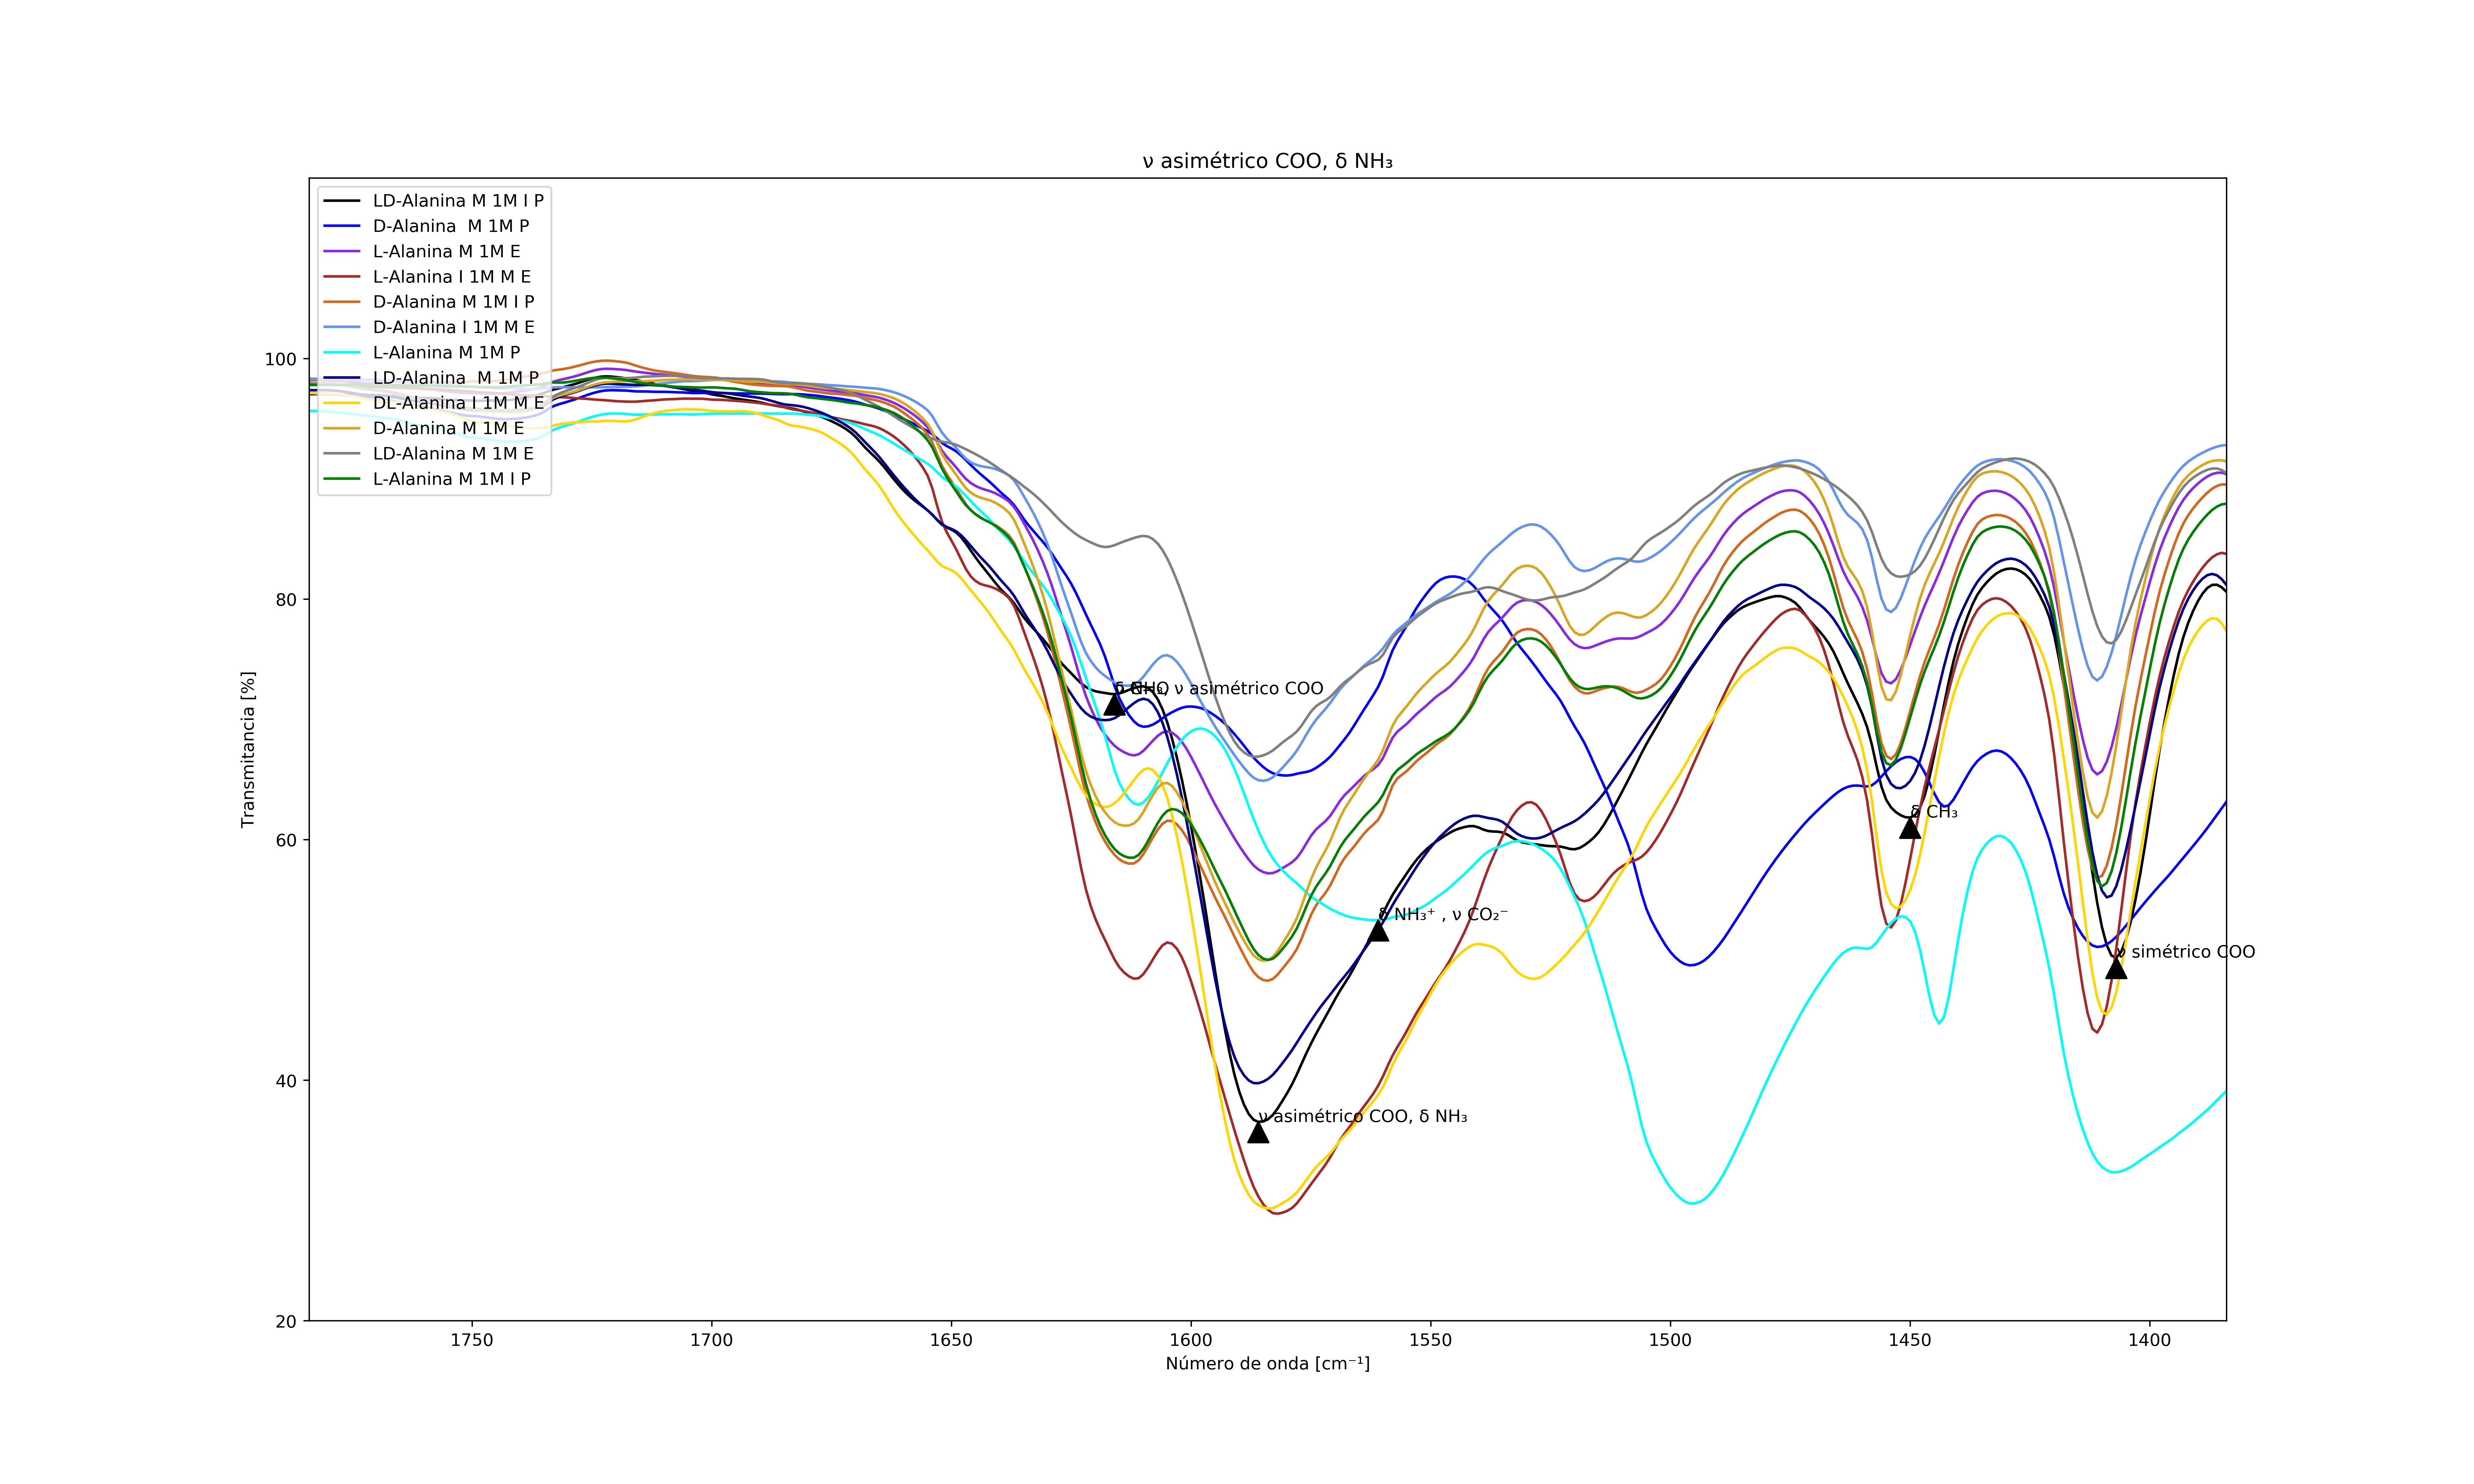 ν asimétrico COO, δ NH₃
LD-Alanina M 1M I P
D-Alanina  M 1M P
L-Alanina M 1M E
L-Alanina I 1M M E
D-Alanina M 1M I P
D-Alanina I 1M M E
L-Alanina M 1M P
LD-Alanina  M 1M P
DL-Alanina I 1M M E
D-Alanina M 1M E
LD-Alanina M 1M E
L-Alanina M 1M I P
100
80
60
40
20
Transmitancia [%]
ν asimétrico COO
δ CH₃
δ NH₃⁺ , ν CO₂⁻
ν simétrico COO
ν asimétrico COO, δ NH₃
1750
1700
1650
1600
1550
1500
1450
1400
Número de onda [cm⁻¹]